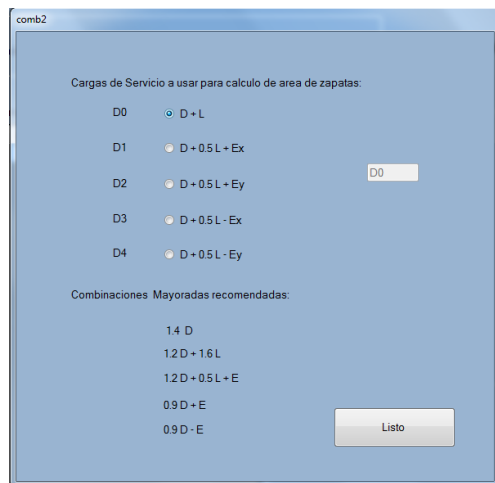 comb2
Cargas de Servicio a usar para calculo de area de zapatas:
D0 D + L
D1 D + 0.5 L + Ex
D0
D2 D + 0.5 L + Ey
D3 D + 0.5 L - Ex
D4 D + 0.5 L - Ey
Combinaciones Mayoradas recomendadas:
1.4 D
1.2 D + 1.6 L
1.2 D + 0.5 L + E
0.9 D + E
0.9 D - E
Listo